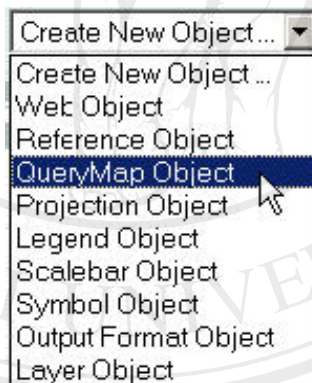 Create New Object...
Create New Object ...
Web Object
Reference Object
QueryMap Object
Projection Object
Legend Object
Scalebar Object
Symbol Object
Output Format Object
Layer Object